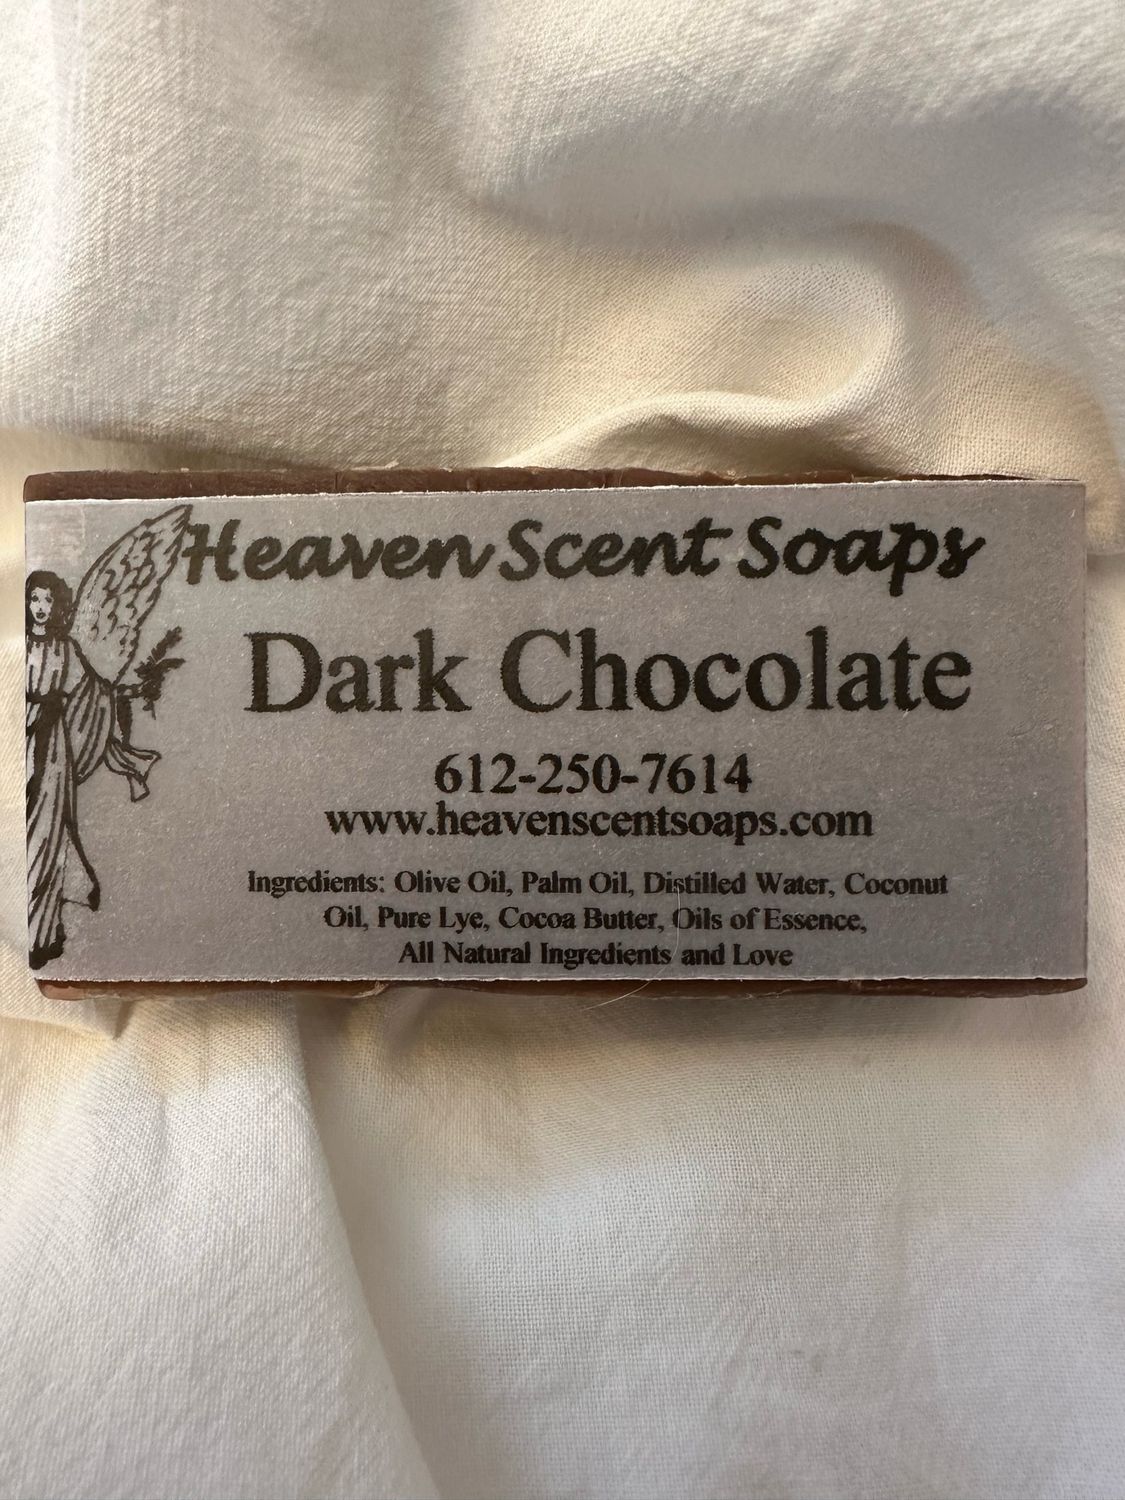 Heaven Scent Soaps
Dark Chocolate
612-250-7614
www.heavenscentsoaps.com
Ingredients: Olive Oil, Palm Oil, Distilled Water, Coconut
Oil, Pure Lye, Cocoa Butter, Oils of Essence,
All Natural Ingredients and Love